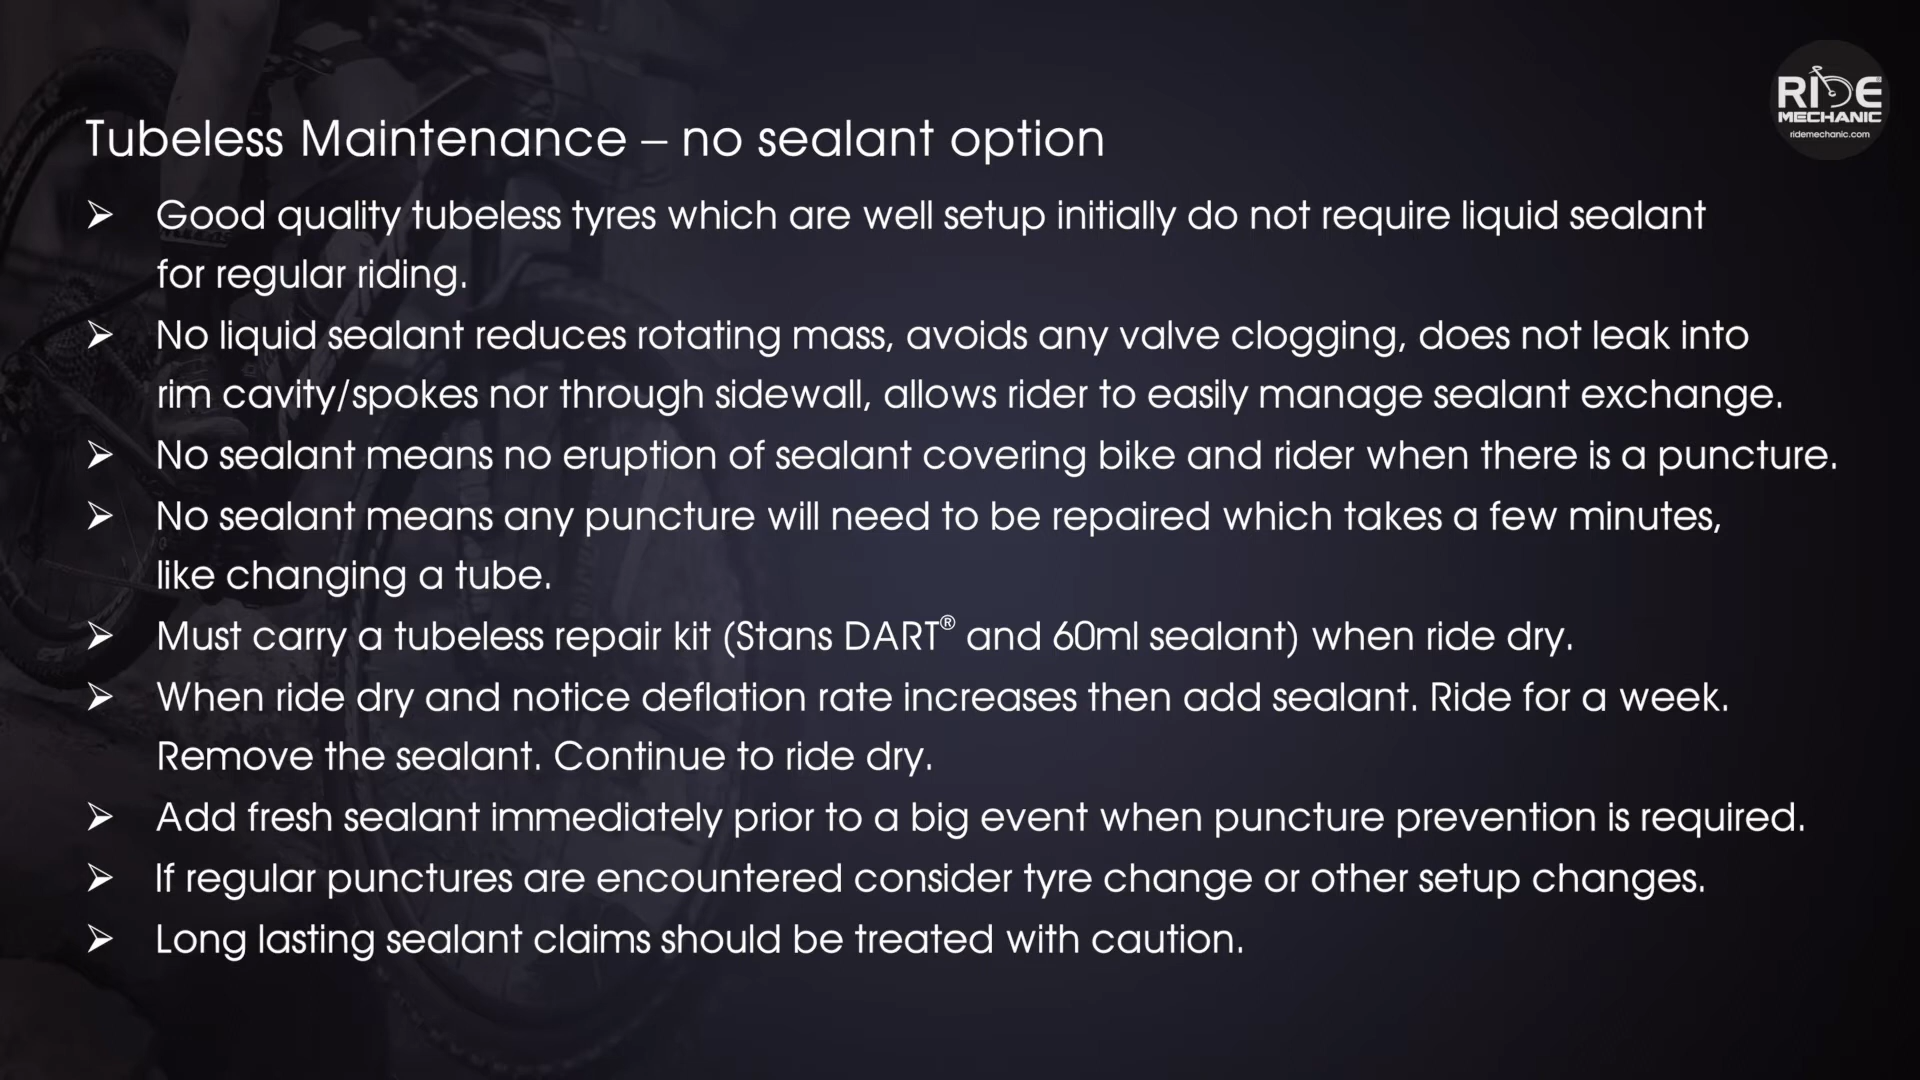 RIDE
MECHANIC
ridemechanic.com
Tubeless Maintenance – no sealant option
➢ Good quality tubeless tyres which are well setup initially do not require liquid sealant
for regular riding.
➢ No liquid sealant reduces rotating mass, avoids any valve clogging, does not leak into
rim cavity/spokes nor through sidewall, allows rider to easily manage sealant exchange.
➢ No sealant means no eruption of sealant covering bike and rider when there is a puncture.
➢ No sealant means any puncture will need to be repaired which takes a few minutes,
like changing a tube.
➢ Must carry a tubeless repair kit (Stans DART® and 60ml sealant) when ride dry.
➢ When ride dry and notice deflation rate increases then add sealant. Ride for a week.
Remove the sealant. Continue to ride dry.
➢ Add fresh sealant immediately prior to a big event when puncture prevention is required.
➢ If regular punctures are encountered consider tyre change or other setup changes.
➢ Long lasting sealant claims should be treated with caution.